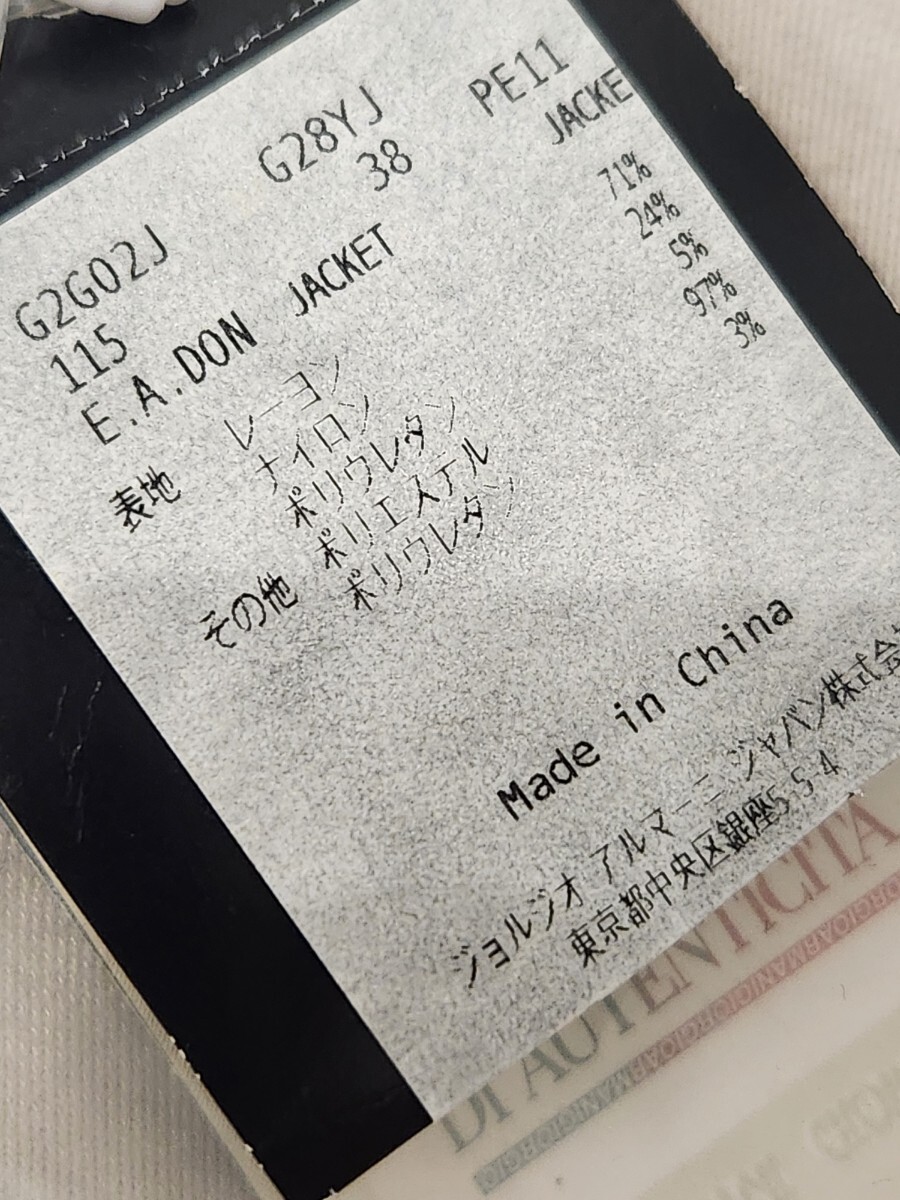 G2G02J G28YJ PE11
115 38 JACKE
E.A.DON JACKET
表地 レーヨン 71%
ナイロン 24%
ポリウレタン 5%
その他 ポリエステル 97%
ポリウレタン 3%
Made in China
ジョルジオ アルマーニ ジャパン株式会
東京都中央区銀座5-5-4
DI AUTENTICITA